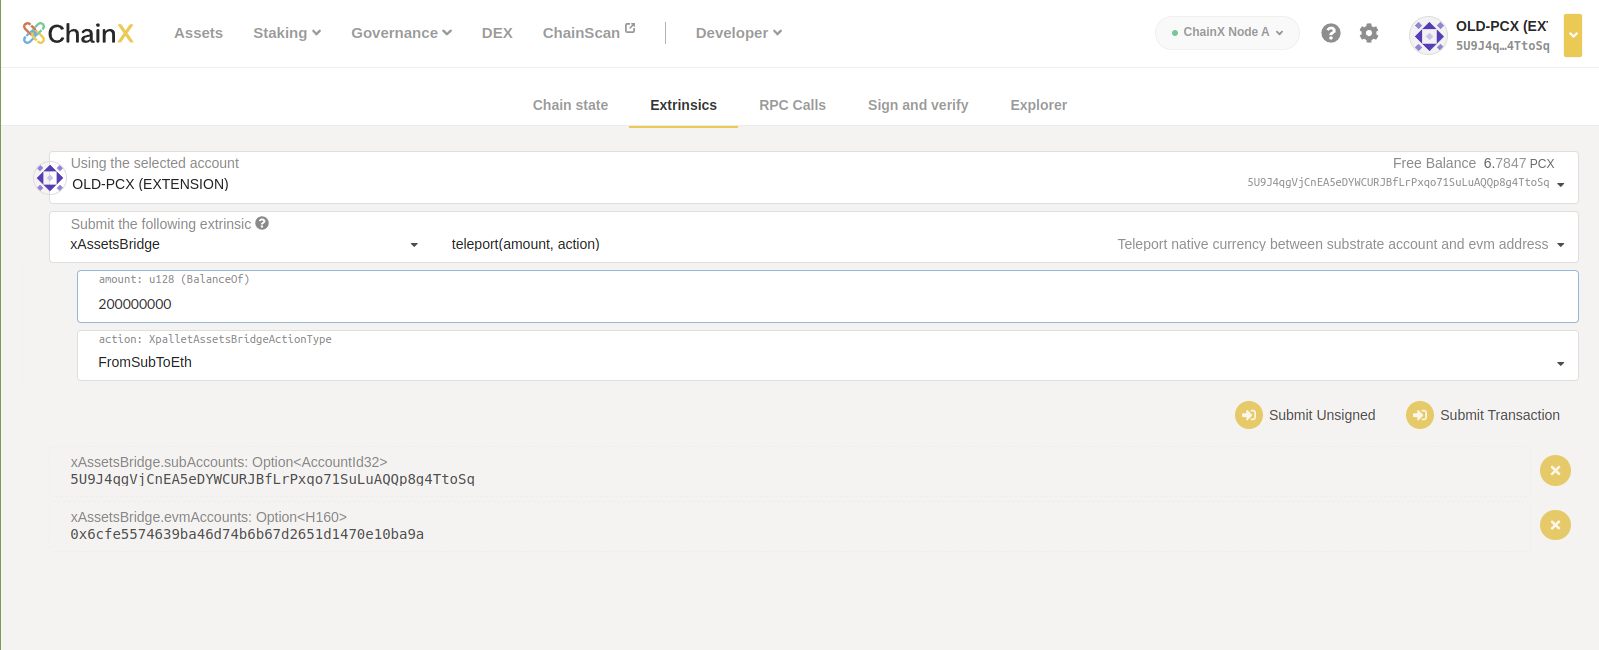 ChainX Assets Staking Governance DEX ChainScan Developer ChainX Node A OLD-PCX (EX
5U9J4q…4TtoSq
Chain state Extrinsics RPC Calls Sign and verify Explorer
Using the selected account Free Balance 6.7847 PCX
OLD-PCX (EXTENSION) 5U9J4qgVjCnEA5eDYWCURJBfLrPxqo71SuLuAQQp8g4TtoSq
Submit the following extrinsic
xAssetsBridge teleport(amount, action) Teleport native currency between substrate account and evm address
amount: u128 (BalanceOf)
200000000
action: XpalletAssetsBridgeActionType
FromSubToEth
Submit Unsigned Submit Transaction
xAssetsBridge.subAccounts: Option<AccountId32>
5U9J4qgVjCnEA5eDYWCURJBfLrPxqo71SuLuAQQp8g4TtoSq
xAssetsBridge.evmAccounts: Option<H160>
0x6cfe5574639ba46d74b6b67d2651d1470e10ba9a